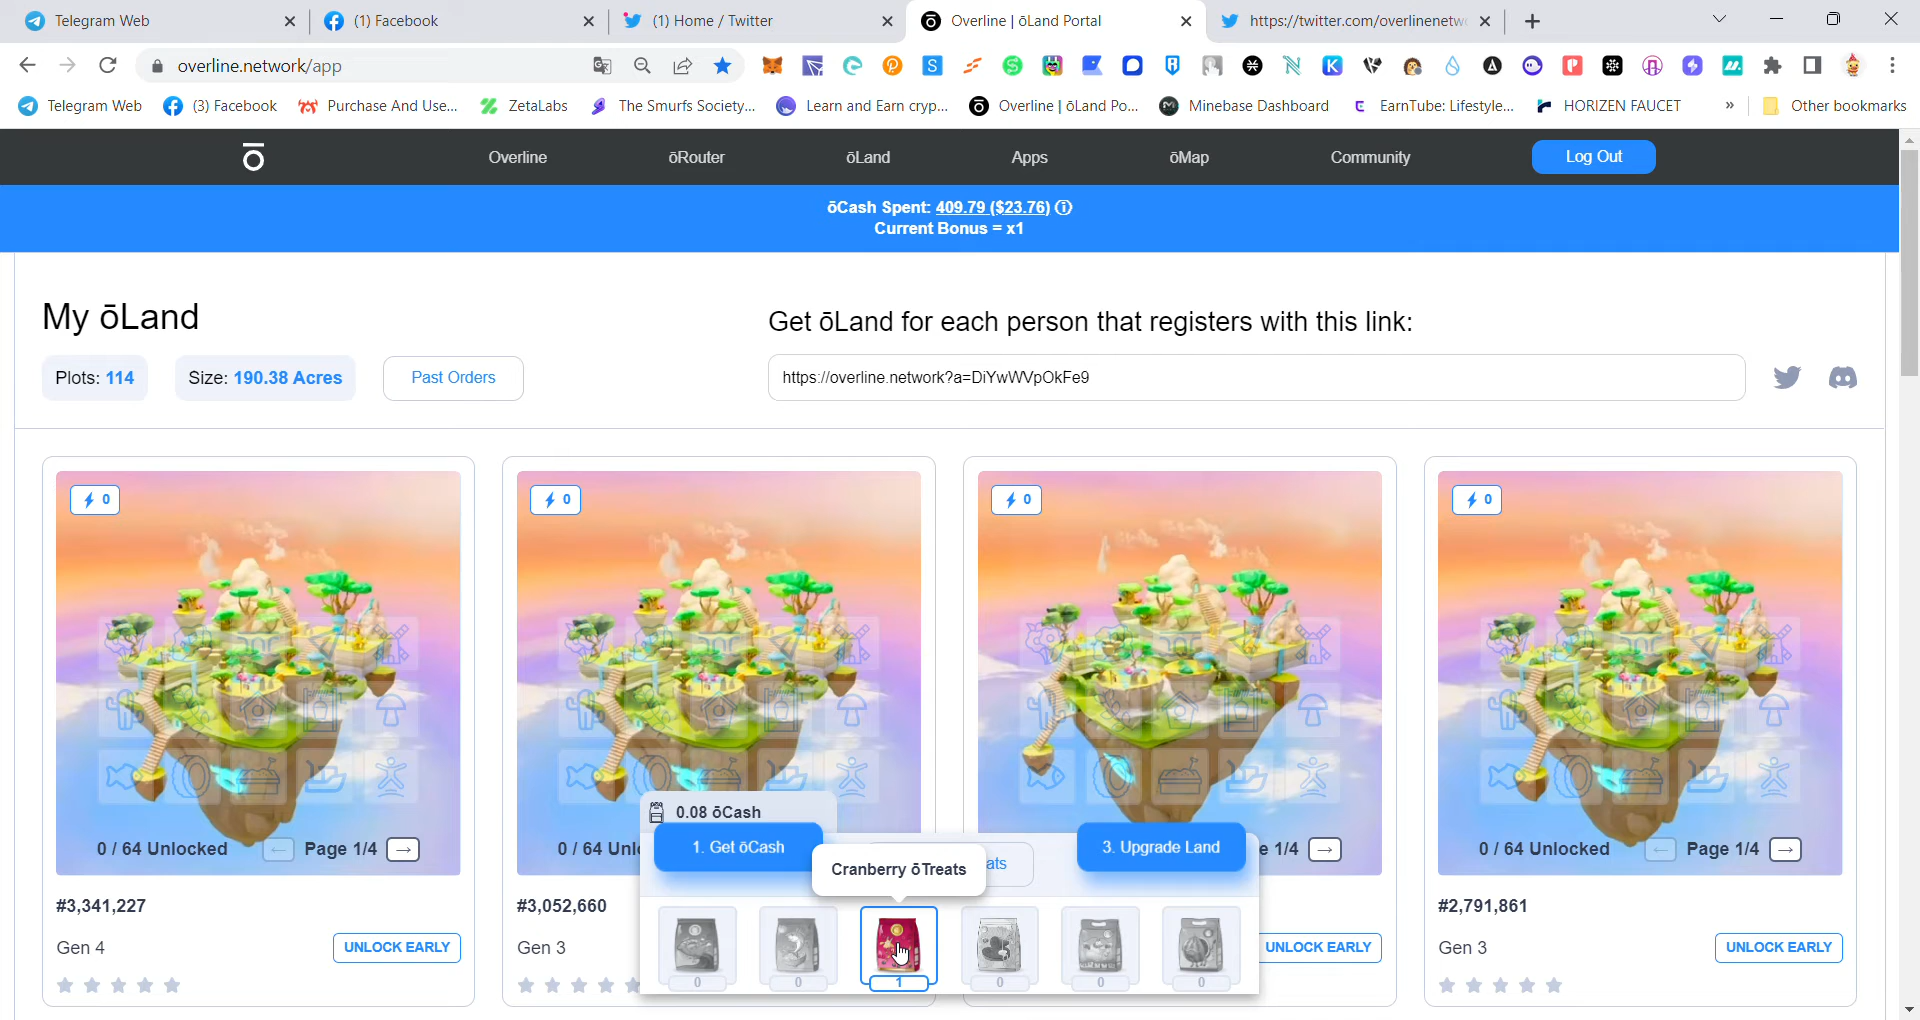 Telegram Web
(1) Facebook
(1) Home / Twitter
Overline | ōLand Portal
https://twitter.com/overlinenetw
overline.network/app
Telegram Web
(3) Facebook
Purchase And Use...
ZetaLabs
The Smurfs Society...
Learn and Earn cryp...
Overline | ōLand Po...
Minebase Dashboard
EarnTube: Lifestyle...
HORIZEN FAUCET
»
Other bookmarks
Overline
ōRouter
ōLand
Apps
ōMap
Community
Log Out
ōCash Spent: 409.79 ($23.76)
Current Bonus = x1
My ōLand
Get ōLand for each person that registers with this link:
Plots: 114
Size: 190.38 Acres
Past Orders
https://overline.network?a=DiYwWVpOkFe9
0
0
0
0
0 / 64 Unlocked
← Page 1/4 →
0 / 64 Unl
e 1/4 →
0 / 64 Unlocked
← Page 1/4 →
0.08 ōCash
1. Get ōCash
ats
3. Upgrade Land
Cranberry ōTreats
0
0
1
0
0
0
#3,341,227
Gen 4
UNLOCK EARLY
#3,052,660
Gen 3
UNLOCK EARLY
#2,791,861
Gen 3
UNLOCK EARLY